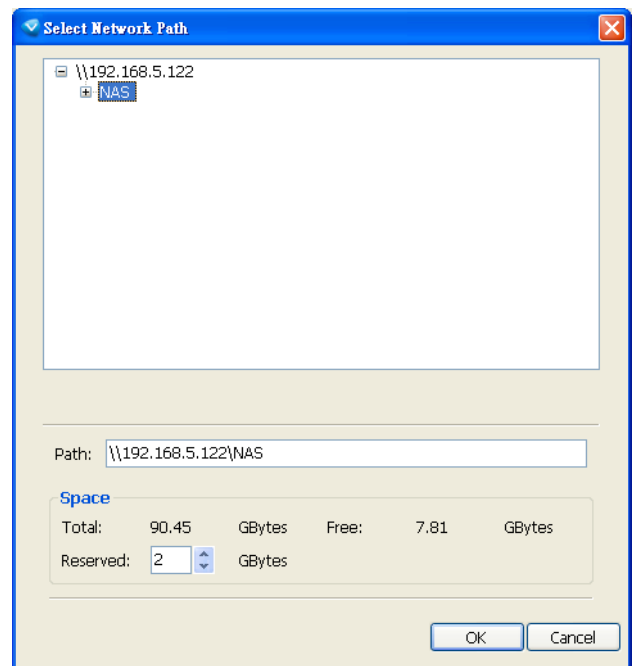 Select Network Path
\\192.168.5.122
NAS
Path: \\192.168.5.122\NAS
Space
Total: 90.45 GBytes Free: 7.81 GBytes
Reserved: 2 GBytes
OK Cancel